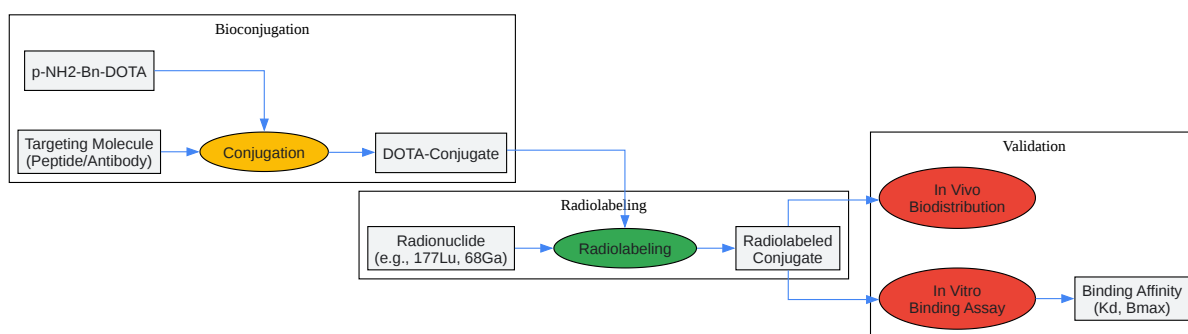 Bioconjugation
p-NH2-Bn-DOTA
Targeting Molecule
(Peptide/Antibody)
Conjugation
DOTA-Conjugate
Radiolabeling
Radionuclide
(e.g., 177Lu, 68Ga)
Radiolabeling
Radiolabeled
Conjugate
Validation
In Vivo
Biodistribution
In Vitro
Binding Assay
Binding Affinity
(Kd, Bmax)